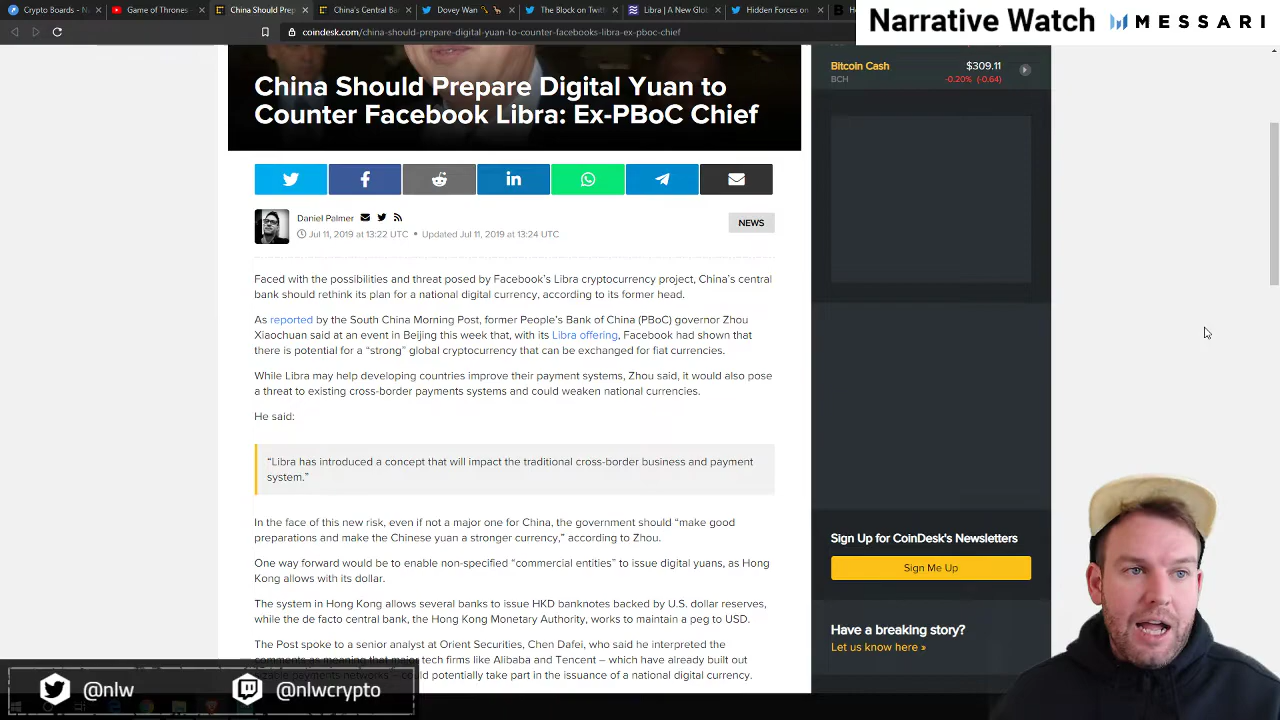 Crypto Boards - N
Game of Thrones
China Should Prep
China's Central Ba
Dovey Wan
The Block on Twitt
Libra | A New Glob
Hidden Forces on
Narrative Watch MESSARI
coindesk.com/china-should-prepare-digital-yuan-to-counter-facebooks-libra-ex-pboc-chief
Bitcoin Cash $309.11
BCH -0.20% (-0.64)
China Should Prepare Digital Yuan to
Counter Facebook Libra: Ex-PBoC Chief
Daniel Palmer
NEWS
Jul 11, 2019 at 13:22 UTC • Updated Jul 11, 2019 at 13:24 UTC
Faced with the possibilities and threat posed by Facebook's Libra cryptocurrency project, China's central
bank should rethink its plan for a national digital currency, according to its former head.
As reported by the South China Morning Post, former People's Bank of China (PBoC) governor Zhou
Xiaochuan said at an event in Beijing this week that, with its Libra offering, Facebook had shown that
there is potential for a “strong” global cryptocurrency that can be exchanged for fiat currencies.
While Libra may help developing countries improve their payment systems, Zhou said, it would also pose
a threat to existing cross-border payments systems and could weaken national currencies.
He said:
“Libra has introduced a concept that will impact the traditional cross-border business and payment
system.”
In the face of this new risk, even if not a major one for China, the government should “make good
preparations and make the Chinese yuan a stronger currency,” according to Zhou.
One way forward would be to enable non-specified “commercial entities” to issue digital yuans, as Hong
Kong allows with its dollar.
The system in Hong Kong allows several banks to issue HKD banknotes backed by U.S. dollar reserves,
while the de facto central bank, the Hong Kong Monetary Authority, works to maintain a peg to USD.
The Post spoke to a senior analyst at Orient Securities, Chen Dafei, who said he interpreted the
comments as meaning that major tech firms like Alibaba and Tencent – which have already built out
sizable payments networks – could potentially take part in the issuance of a national digital currency.
Sign Up for CoinDesk's Newsletters
Sign Me Up
Have a breaking story?
Let us know here »
@nlw
@nlwcrypto